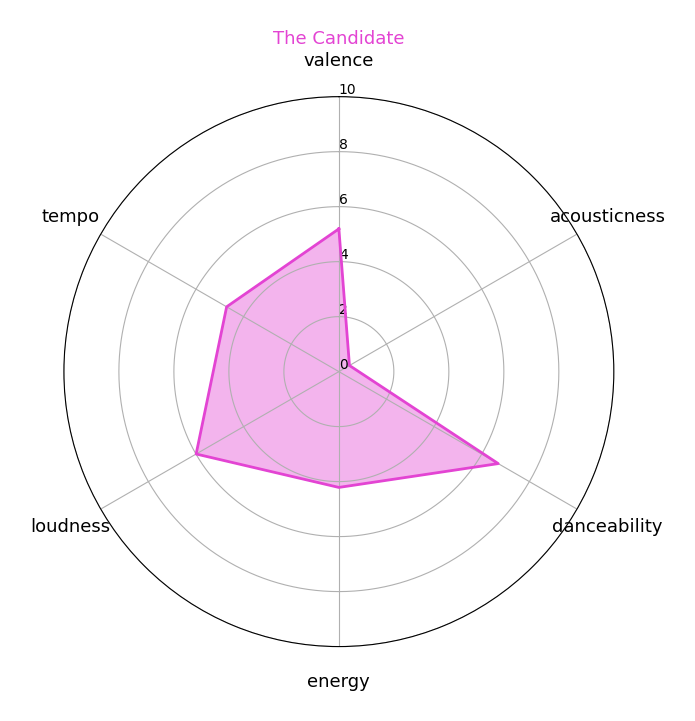 The Candidate
valence
10
8
tempo
acousticness
6
4
2
0
loudness
danceability
energy